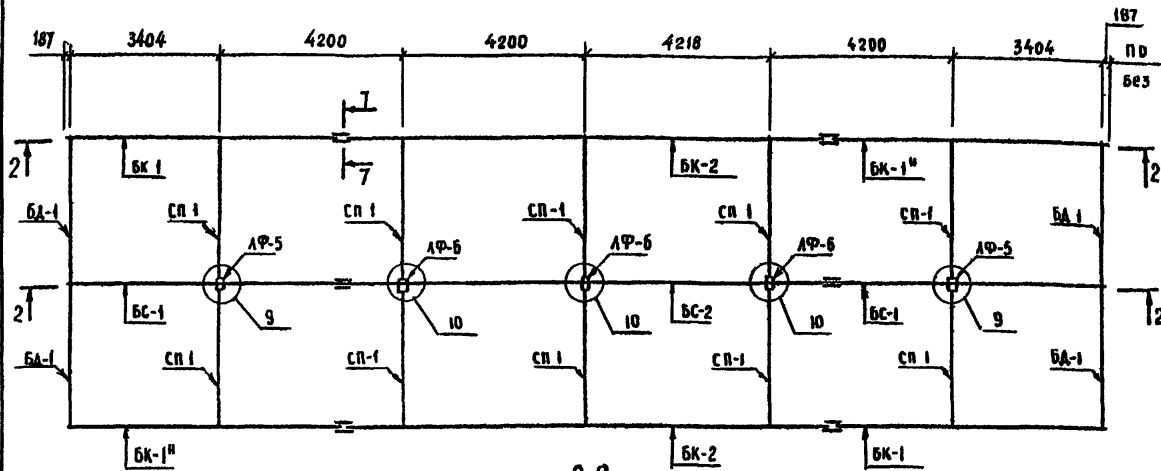 187
187 3404 4200 4200 4218 4200 3404 по
без
7
2 БК 1 7 БК-2 БК-1ᴴ 2
БД-1 СП 1 СП 1 СП-1 СП 1 СП-1 БД 1
ЛФ-5 ЛФ-6 ЛФ-6 ЛФ-6 ЛФ-5
2 БС-1 9 10 10 БС-2 10 БС-1 9 2
БД-1 СП 1 СП-1 СП 1 СП-1 СП 1 БД-1
БК-1ᴴ БК-2 БК-1